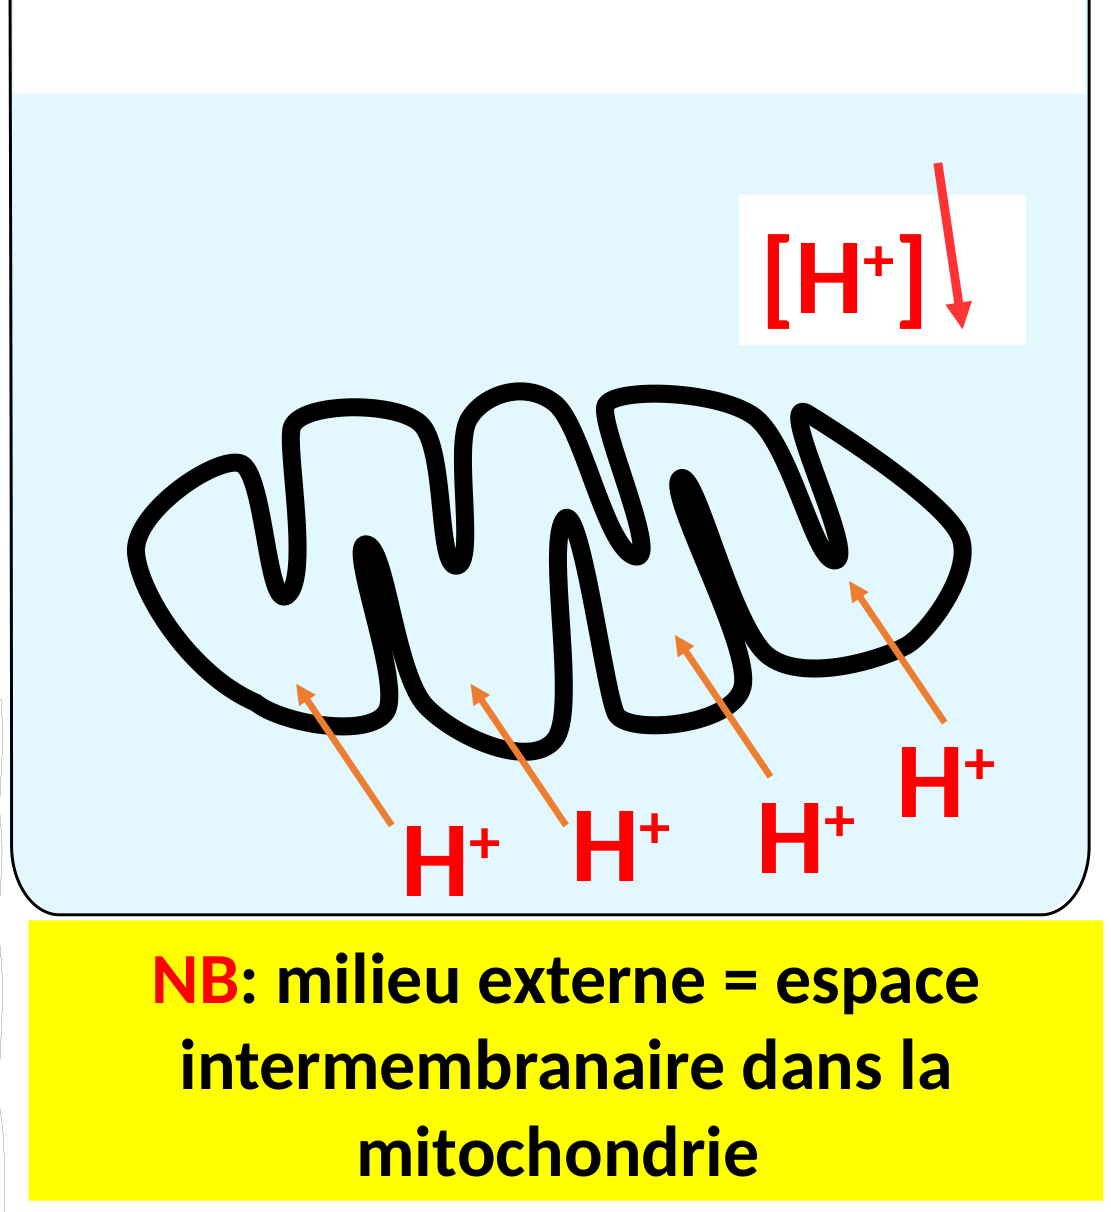 [H⁺]
H⁺
H⁺
H⁺
H⁺
NB: milieu externe = espace
intermembranaire dans la
mitochondrie